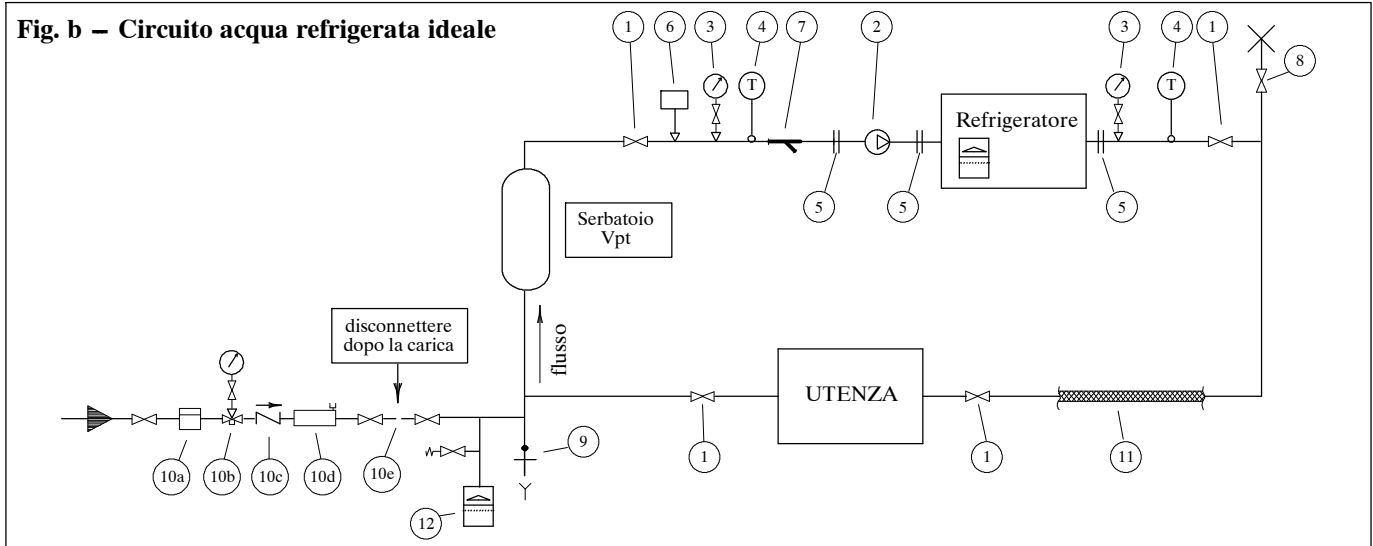 Fig. b – Circuito acqua refrigerata ideale
1
6
3
4
7
2
3
4
1
8
T
T
Refrigeratore
5
5
5
Serbatoio
Vpt
disconnettere
dopo la carica
flusso
UTENZA
10a
10b
10c
10d
10e
9
1
1
11
12